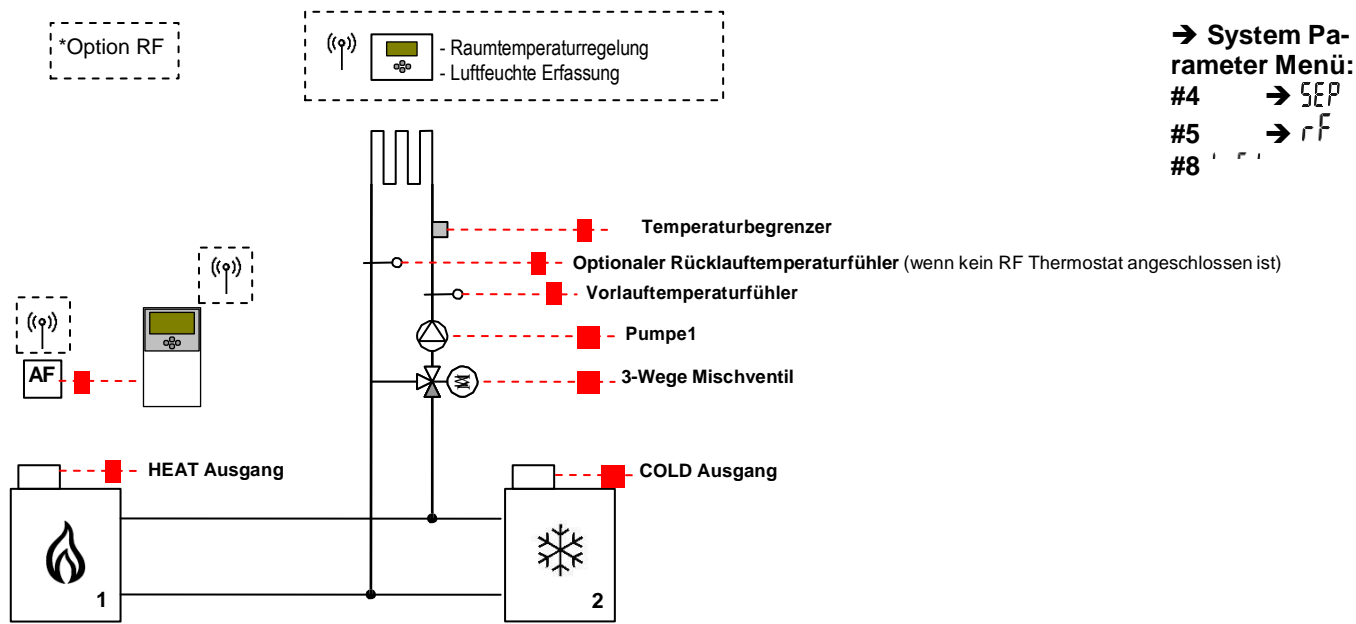 *Option RF
- Raumtemperaturregelung
- Luftfeuchte Erfassung
➔ System Pa-
rameter Menü:
#4 ➔ SEP
#5 ➔ rF
#8
Temperaturbegrenzer
Optionaler Rücklauftemperaturfühler (wenn kein RF Thermostat angeschlossen ist)
Vorlauftemperaturfühler
Pumpe1
AF
3-Wege Mischventil
HEAT Ausgang
COLD Ausgang
1
2